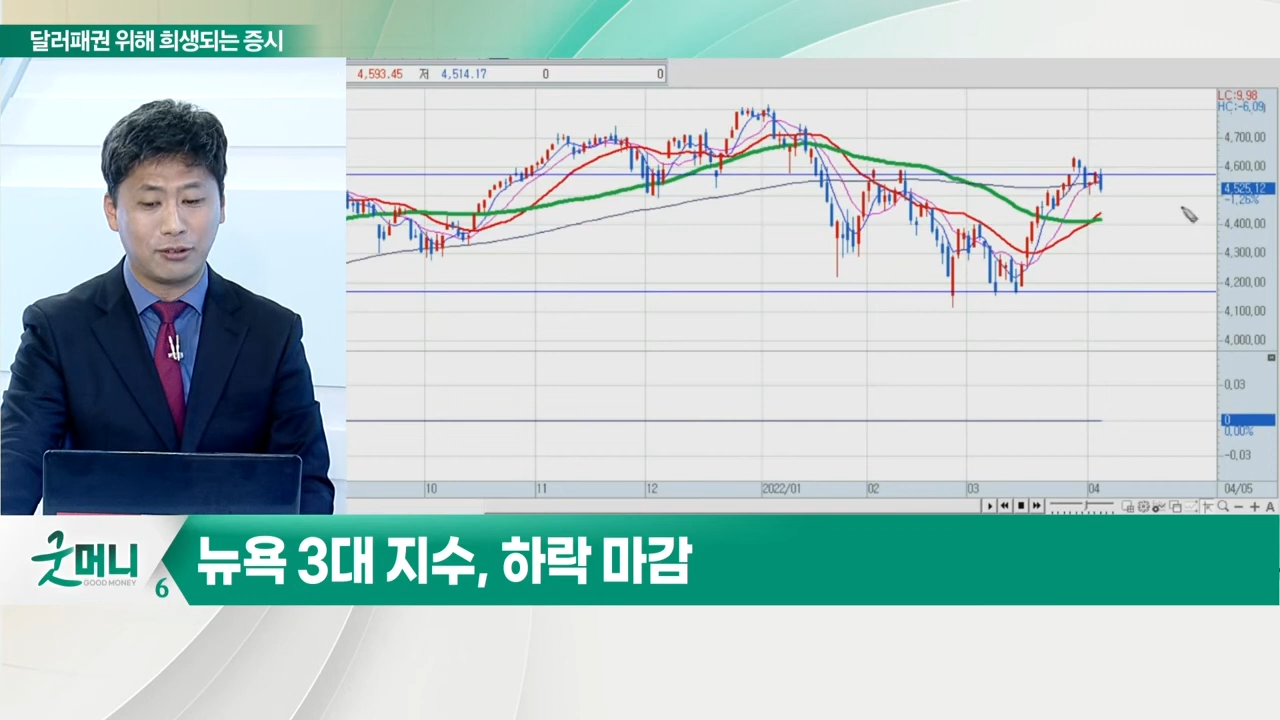 달러패권 위해 희생되는 증시
4,593.45 저 4,514.17 0 0
LC:9,98
HC:-6,09
4,700,00
4,600,00
4,525,12
-1,26%
4,400,00
4,300,00
4,200,00
4,100,00
4,000,00
0,03
0
0,00%
-0,03
10 11 12 2022/01 02 03 04 04/05
A
굿머니
GOOD MONEY
6
뉴욕 3대 지수, 하락 마감